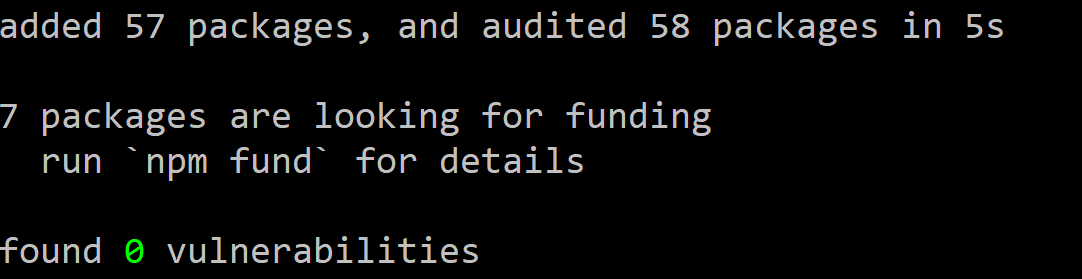 added 57 packages, and audited 58 packages in 5s
7 packages are looking for funding
run `npm fund` for details
found 0 vulnerabilities